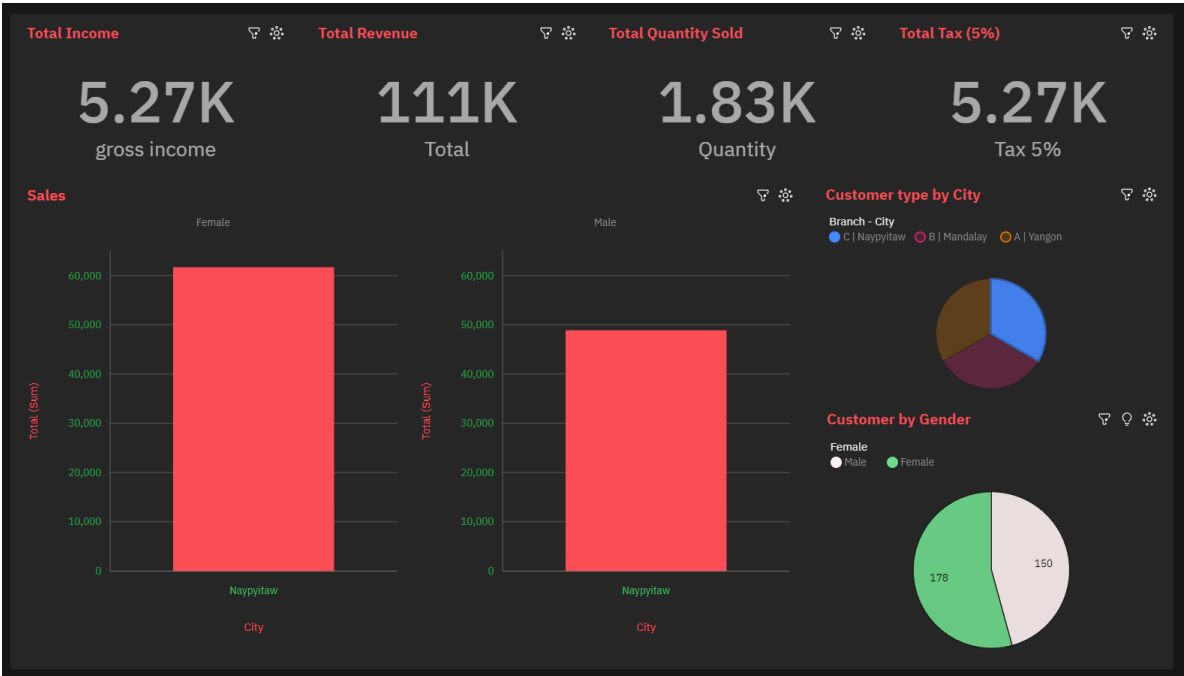 Total Income
Total Revenue
Total Quantity Sold
Total Tax (5%)
5.27K
111K
1.83K
5.27K
gross income
Total
Quantity
Tax 5%
Sales
Female
Male
Total (Sum)
60,000
50,000
40,000
30,000
20,000
10,000
0
Naypyitaw
City
Total (Sum)
60,000
50,000
40,000
30,000
20,000
10,000
0
Naypyitaw
City
Customer type by City
Branch - City
C | Naypyitaw B | Mandalay A | Yangon
Customer by Gender
Female
Male Female
178
150